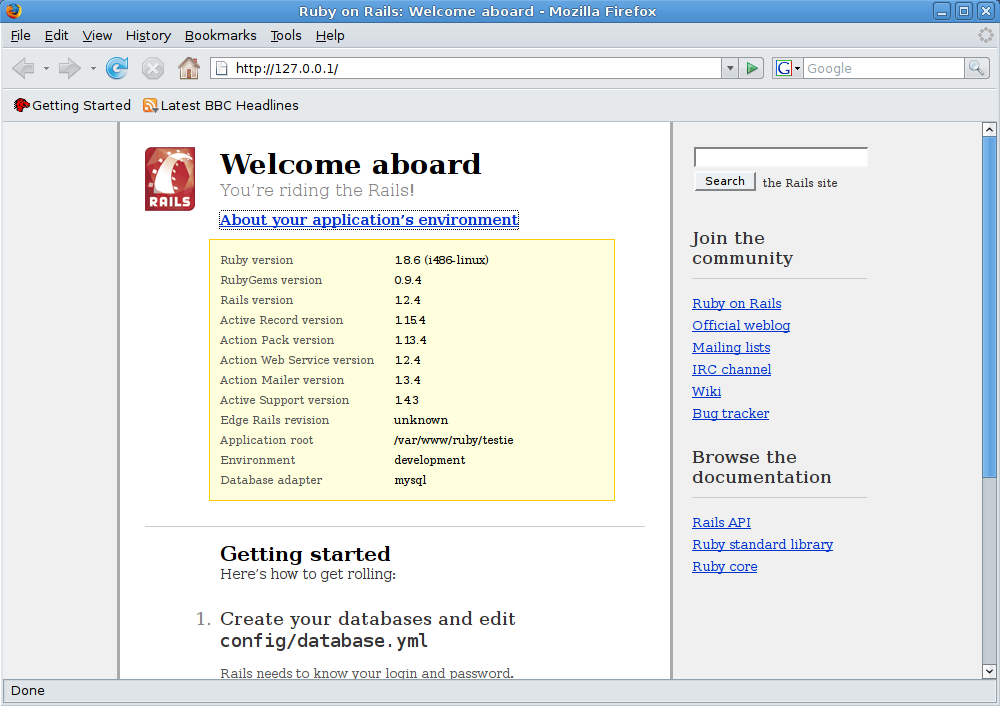 Ruby on Rails: Welcome aboard - Mozilla Firefox
File Edit View History Bookmarks Tools Help
http://127.0.0.1/
G
Google
Getting Started
Latest BBC Headlines
RAILS
Welcome aboard
You're riding the Rails!
About your application's environment
Ruby version 1.8.6 (i486-linux)
RubyGems version 0.9.4
Rails version 1.2.4
Active Record version 1.15.4
Action Pack version 1.13.4
Action Web Service version 1.2.4
Action Mailer version 1.3.4
Active Support version 1.4.3
Edge Rails revision unknown
Application root /var/www/ruby/testie
Environment development
Database adapter mysql
Getting started
Here's how to get rolling:
1. Create your databases and edit
config/database.yml
Rails needs to know your login and password.
Search the Rails site
Join the
community
Ruby on Rails
Official weblog
Mailing lists
IRC channel
Wiki
Bug tracker
Browse the
documentation
Rails API
Ruby standard library
Ruby core
Done